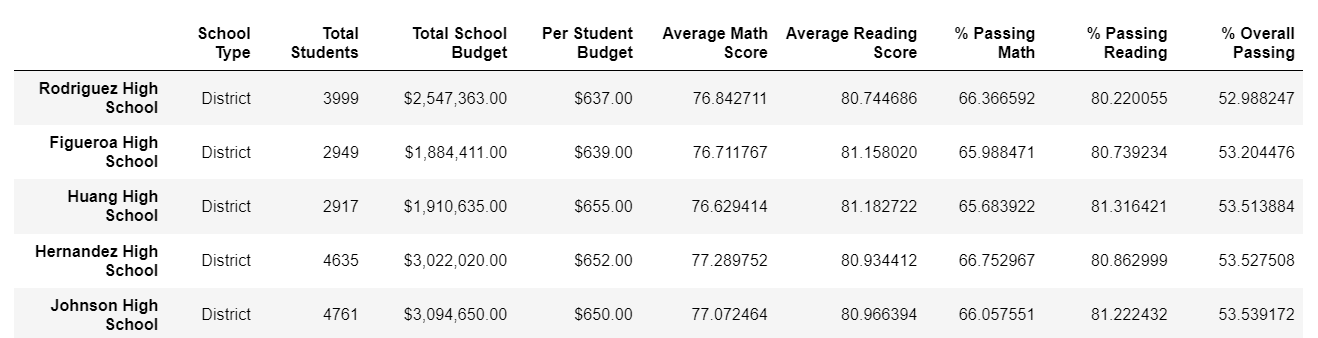 School Type Total Students Total School Budget Per Student Budget Average Math Score Average Reading Score % Passing Math % Passing Reading % Overall Passing
Rodriguez High School District 3999 $2,547,363.00 $637.00 76.842711 80.744686 66.366592 80.220055 52.988247
Figueroa High School District 2949 $1,884,411.00 $639.00 76.711767 81.158020 65.988471 80.739234 53.204476
Huang High School District 2917 $1,910,635.00 $655.00 76.629414 81.182722 65.683922 81.316421 53.513884
Hernandez High School District 4635 $3,022,020.00 $652.00 77.289752 80.934412 66.752967 80.862999 53.527508
Johnson High School District 4761 $3,094,650.00 $650.00 77.072464 80.966394 66.057551 81.222432 53.539172